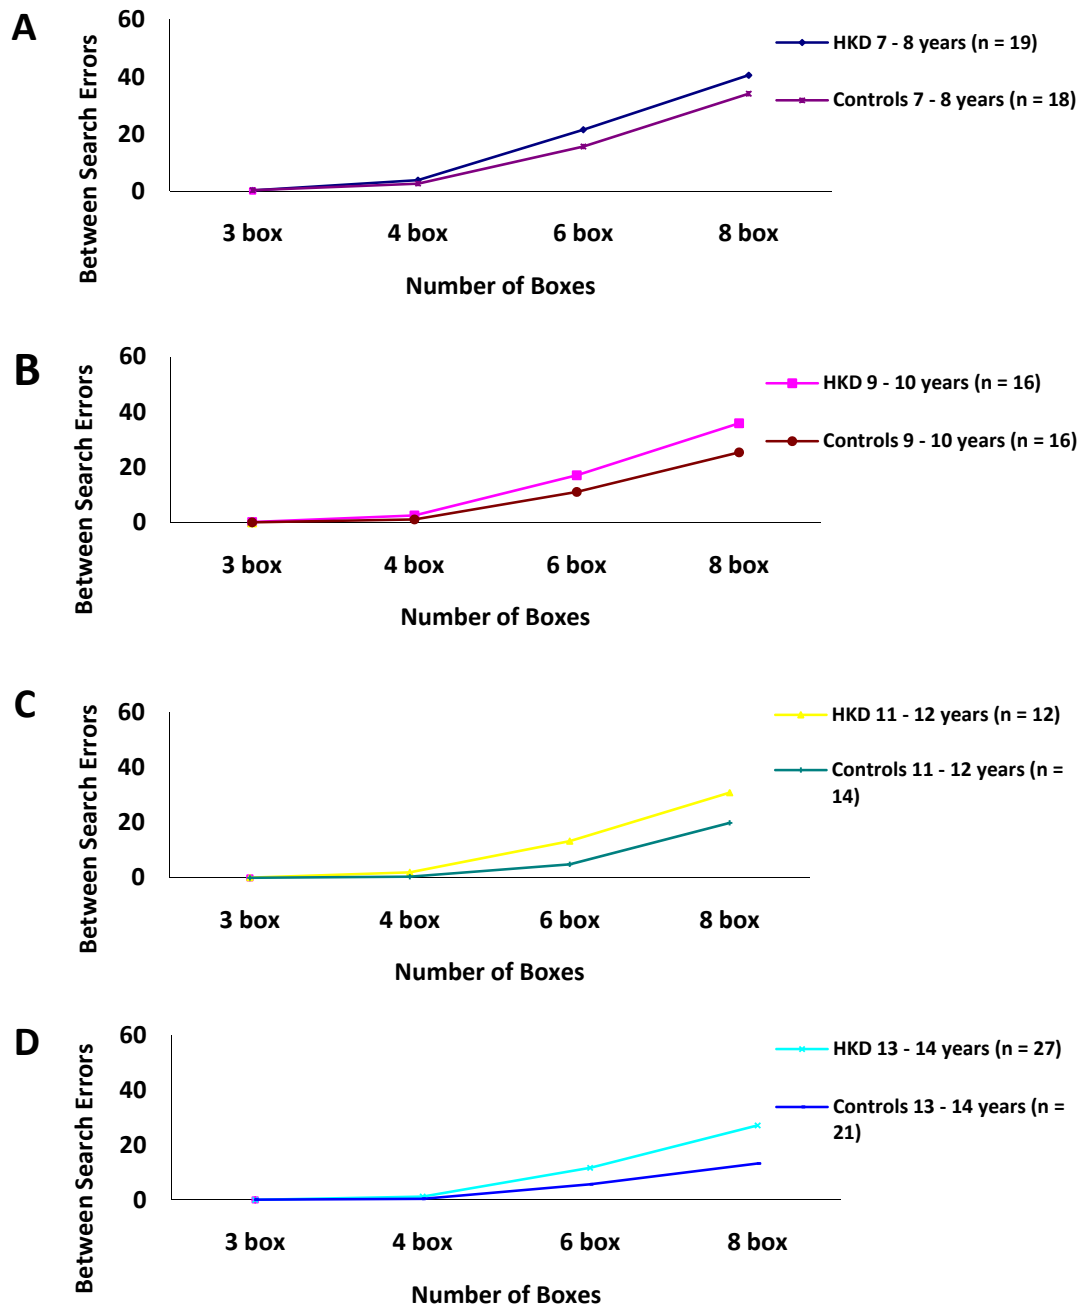 A
Between Search Errors
60
40
20
0
3 box 4 box 6 box 8 box
Number of Boxes
HKD 7 - 8 years (n = 19)
Controls 7 - 8 years (n = 18)
B
Between Search Errors
60
40
20
0
3 box 4 box 6 box 8 box
Number of Boxes
HKD 9 - 10 years (n = 16)
Controls 9 - 10 years (n = 16)
C
Between Search Errors
60
40
20
0
3 box 4 box 6 box 8 box
Number of Boxes
HKD 11 - 12 years (n = 12)
Controls 11 - 12 years (n =
14)
D
Between Search Errors
60
40
20
0
3 box 4 box 6 box 8 box
Number of Boxes
HKD 13 - 14 years (n = 27)
Controls 13 - 14 years (n =
21)